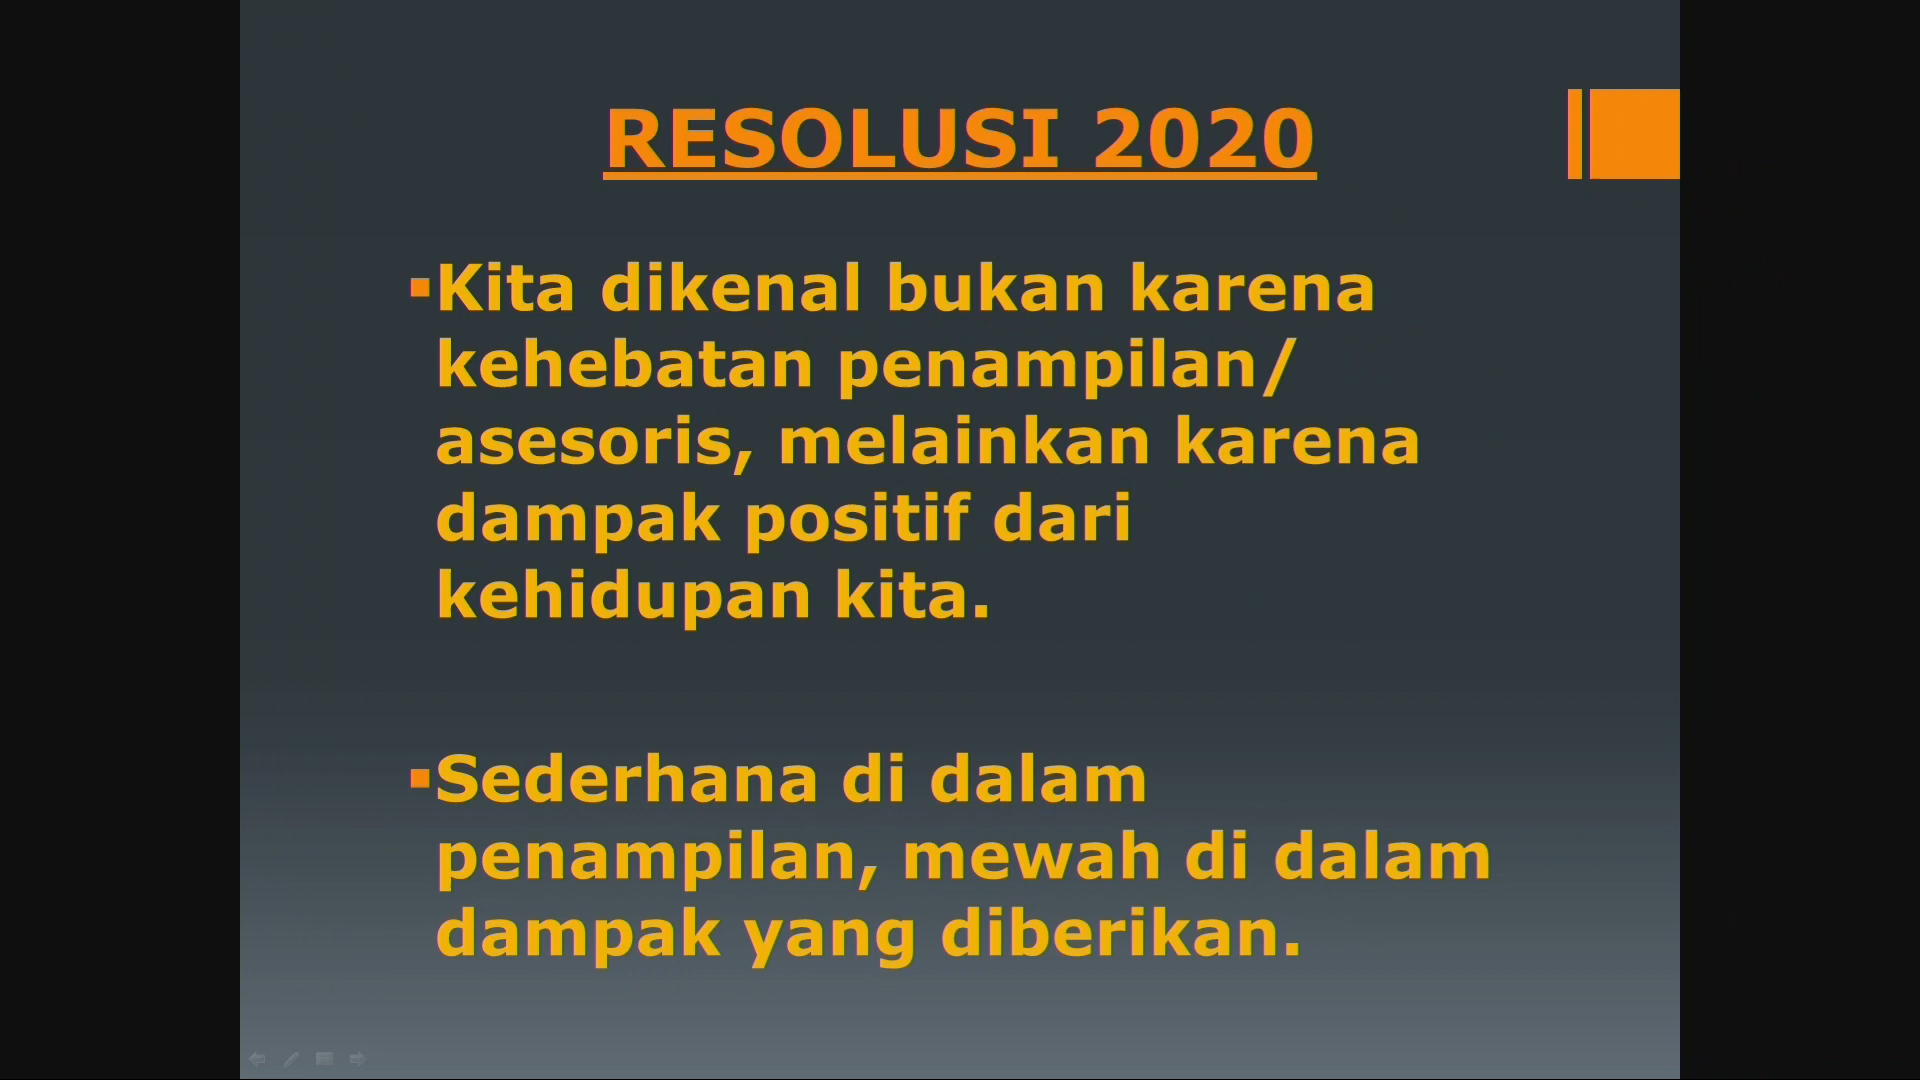 RESOLUSI 2020
▪Kita dikenal bukan karena
kehebatan penampilan/
asesoris, melainkan karena
dampak positif dari
kehidupan kita.
▪Sederhana di dalam
penampilan, mewah di dalam
dampak yang diberikan.